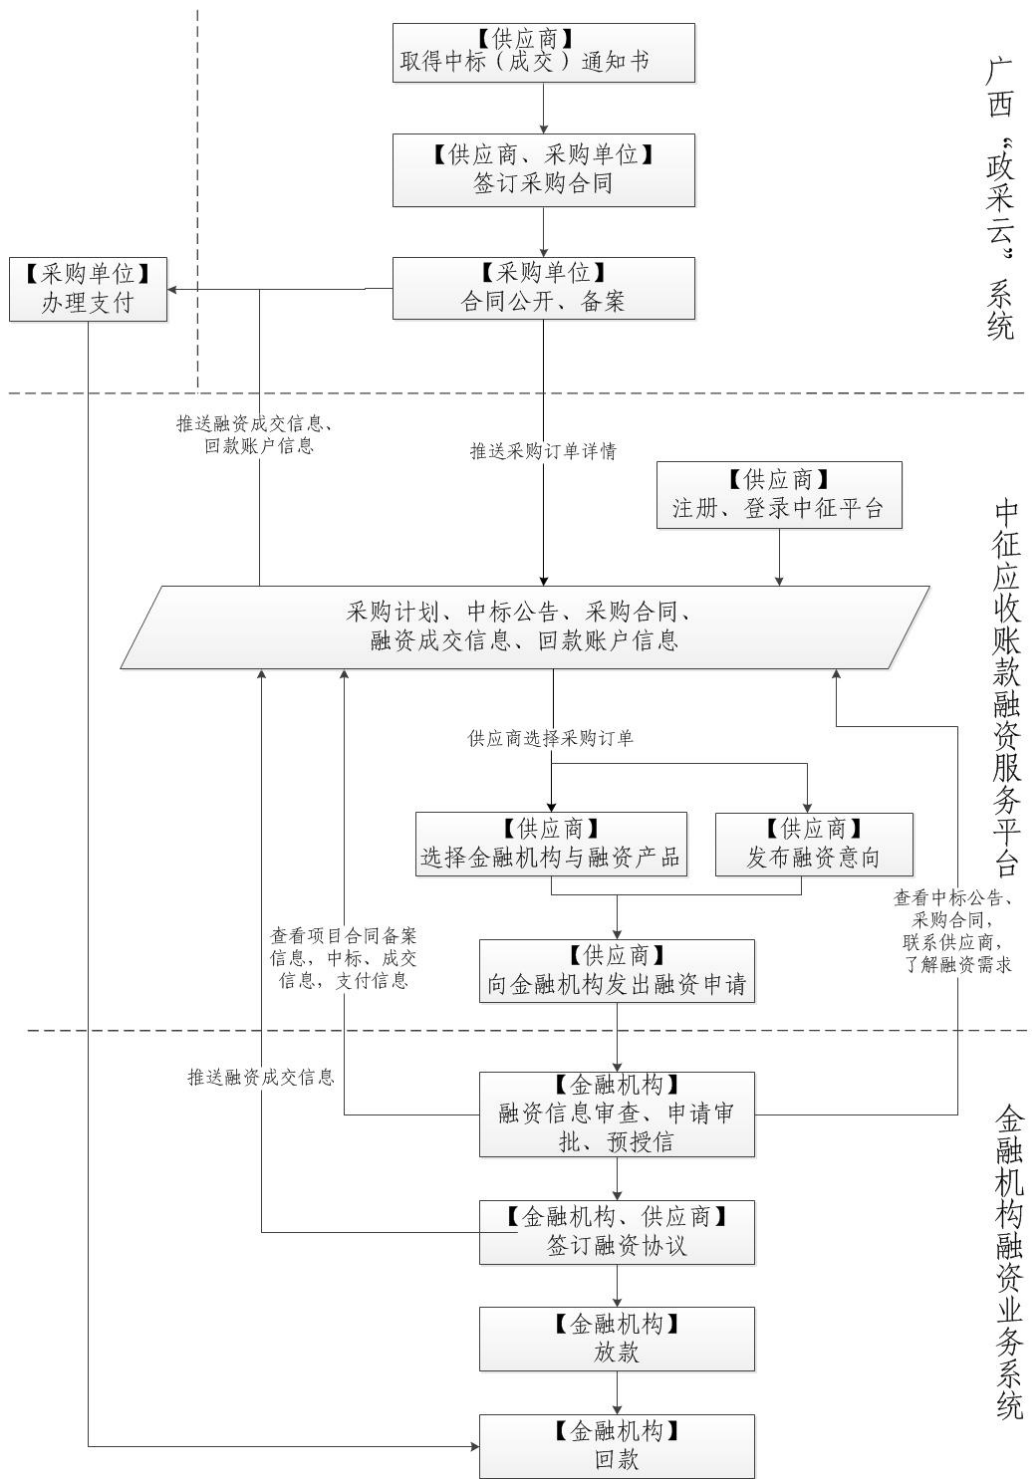 【供应商】
取得中标（成交）通知书
【供应商、采购单位】
签订采购合同
【采购单位】
合同公开、备案
【采购单位】
办理支付
广西“政采云”系统
推送融资成交信息、
回款账户信息
推送采购订单详情
【供应商】
注册、登录中征平台
采购计划、中标公告、采购合同、
融资成交信息、回款账户信息
中征应收账款融资服务平台
供应商选择采购订单
【供应商】
选择金融机构与融资产品
【供应商】
发布融资意向
查看项目合同备案
信息，中标、成交
信息，支付信息
【供应商】
向金融机构发出融资申请
查看中标公告、
采购合同，
联系供应商，
了解融资需求
推送融资成交信息
【金融机构】
融资信息审查、申请审
批、预授信
【金融机构、供应商】
签订融资协议
【金融机构】
放款
【金融机构】
回款
金融机构融资业务系统